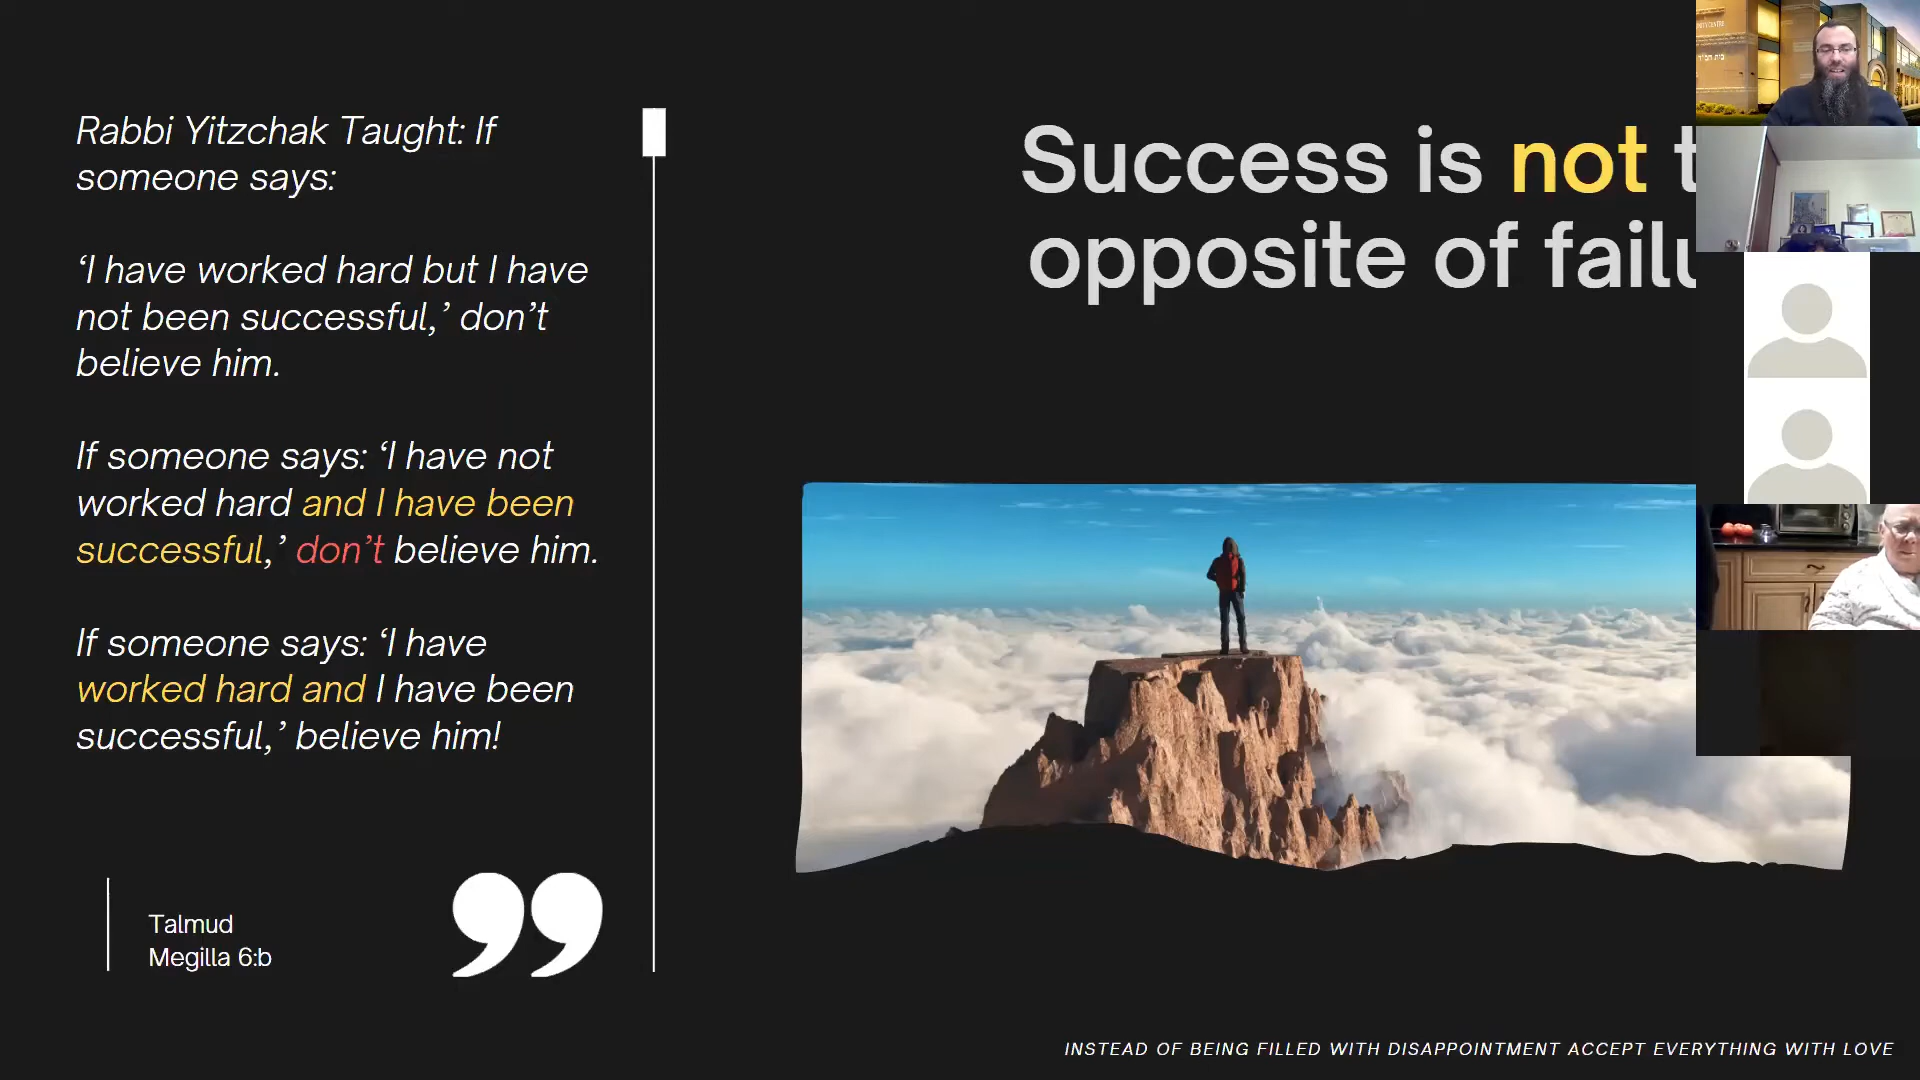 Rabbi Yitzchak Taught: If
someone says:
‘I have worked hard but I have
not been successful,’ don’t
believe him.
If someone says: ‘I have not
worked hard and I have been
successful,’ don’t believe him.
If someone says: ‘I have
worked hard and I have been
successful,’ believe him!
Talmud
Megilla 6:b
Success is not
opposite of
INSTEAD OF BEING FILLED WITH DISAPPOINTMENT ACCEPT EVERYTHING WITH LOVE